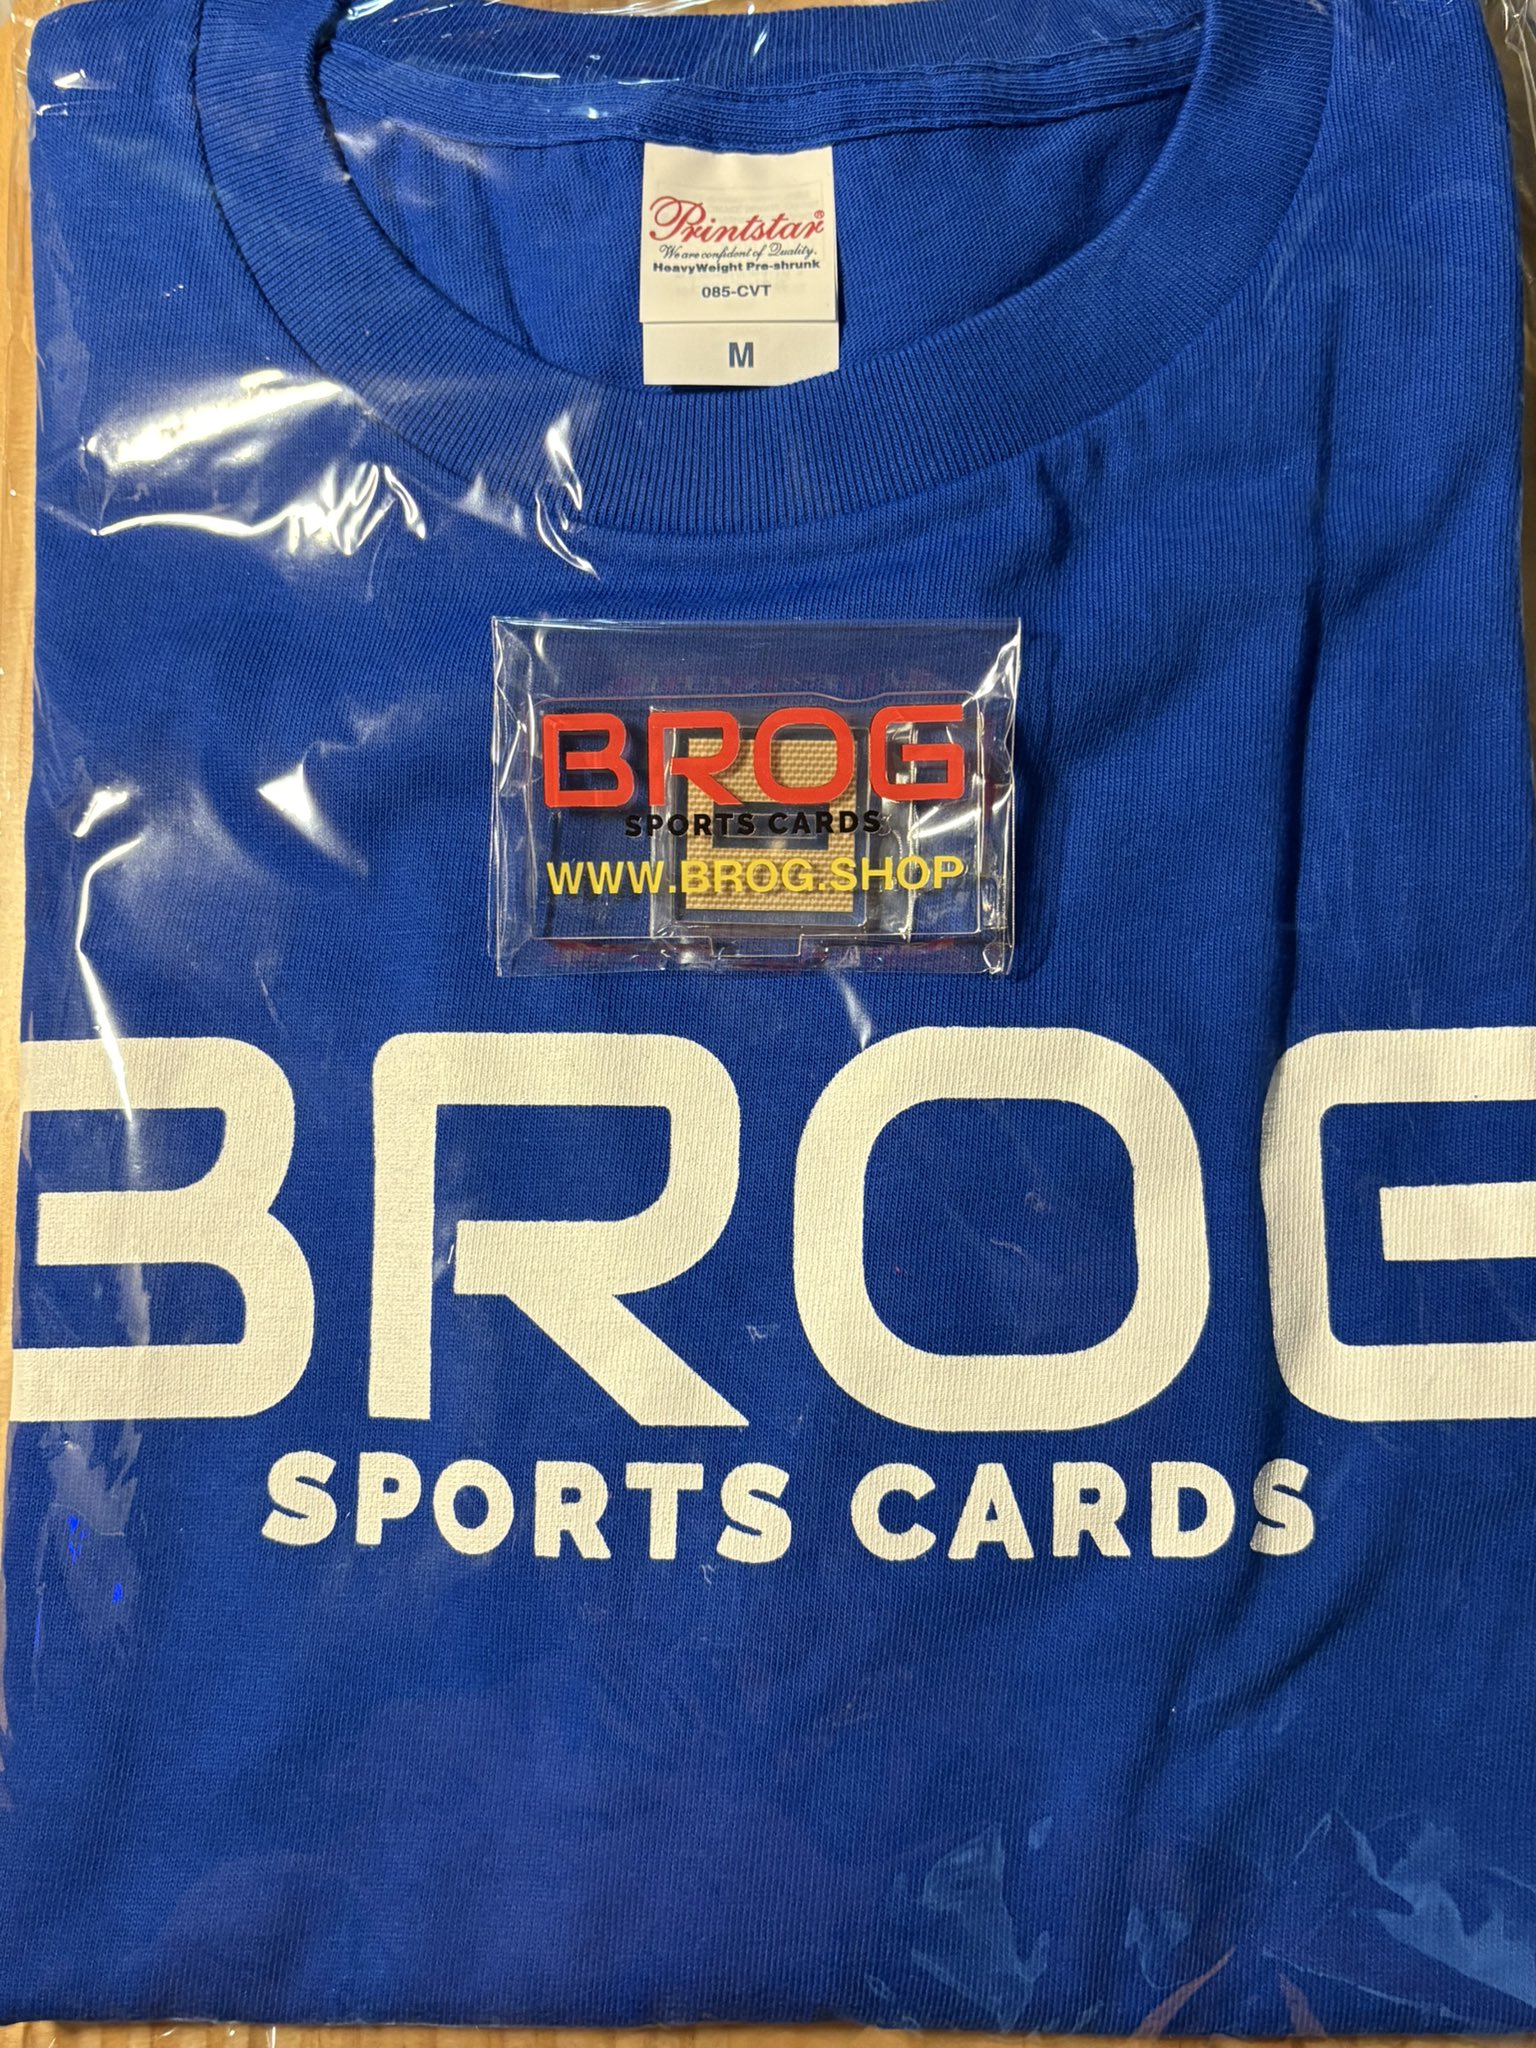 Printstar®
We are confident of Quality.
HeavyWeight Pre-shrunk
085-CVT
M
BROG
SPORTS CARDS
WWW.BROG.SHOP
BROG
SPORTS CARDS